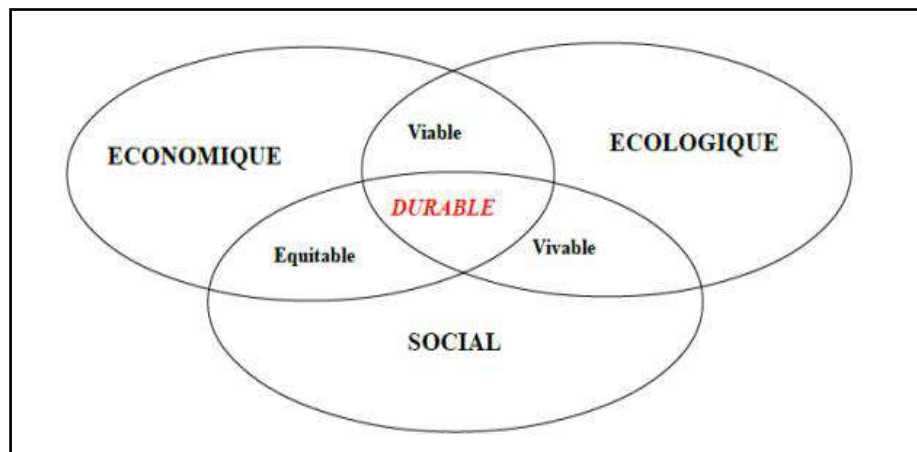 Viable
ECONOMIQUE
ECOLOGIQUE
DURABLE
Equitable
Vivable
SOCIAL